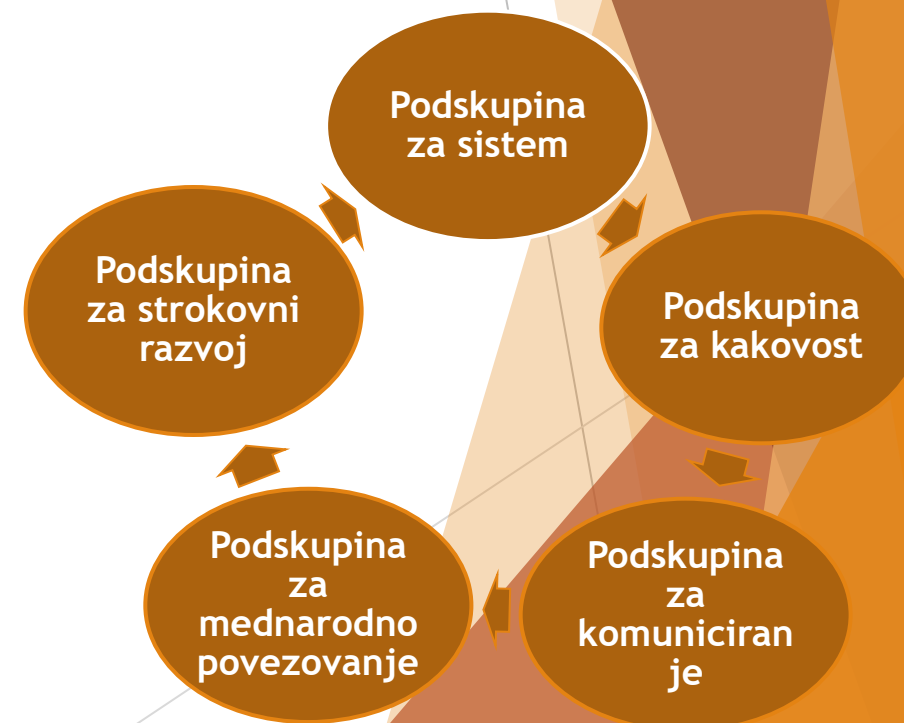 Podskupina
za sistem
Podskupina
za kakovost
Podskupina
za
komuniciran
je
Podskupina
za
mednarodno
povezovanje
Podskupina
za strokovni
razvoj